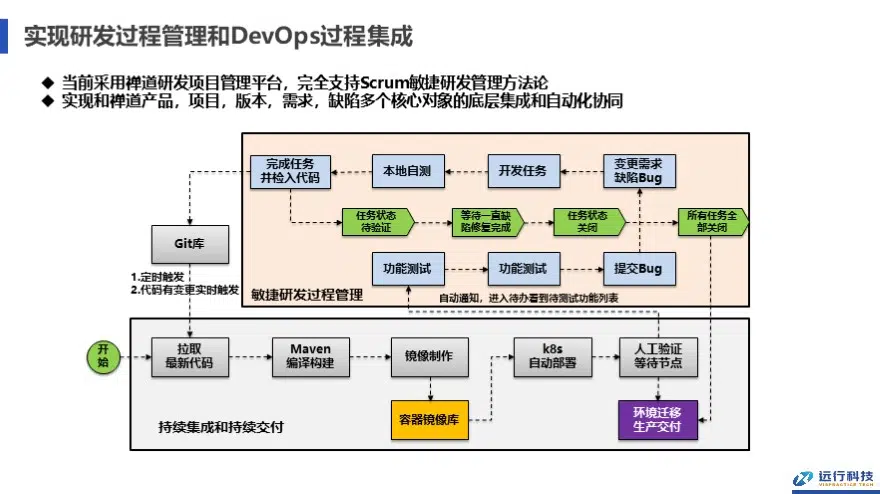 实现研发过程管理和DevOps过程集成
◆ 当前采用禅道研发项目管理平台，完全支持Scrum敏捷研发管理方法论
◆ 实现和禅道产品，项目，版本，需求，缺陷多个核心对象的底层集成和自动化协同
完成任务
并检入代码
本地自测
开发任务
变更需求
缺陷Bug
任务状态
待验证
等待一直缺
陷修复完成
任务状态
关闭
所有任务全
部关闭
Git库
功能测试
功能测试
提交Bug
1.定时触发
2.代码有变更实时触发
敏捷研发过程管理
自动通知，进入待办看到待测试功能列表
开
始
拉取
最新代码
Maven
编译构建
镜像制作
k8s
自动部署
人工验证
等待节点
容器镜像库
环境迁移
生产交付
持续集成和持续交付
远行科技
VISPRACTICE TECH